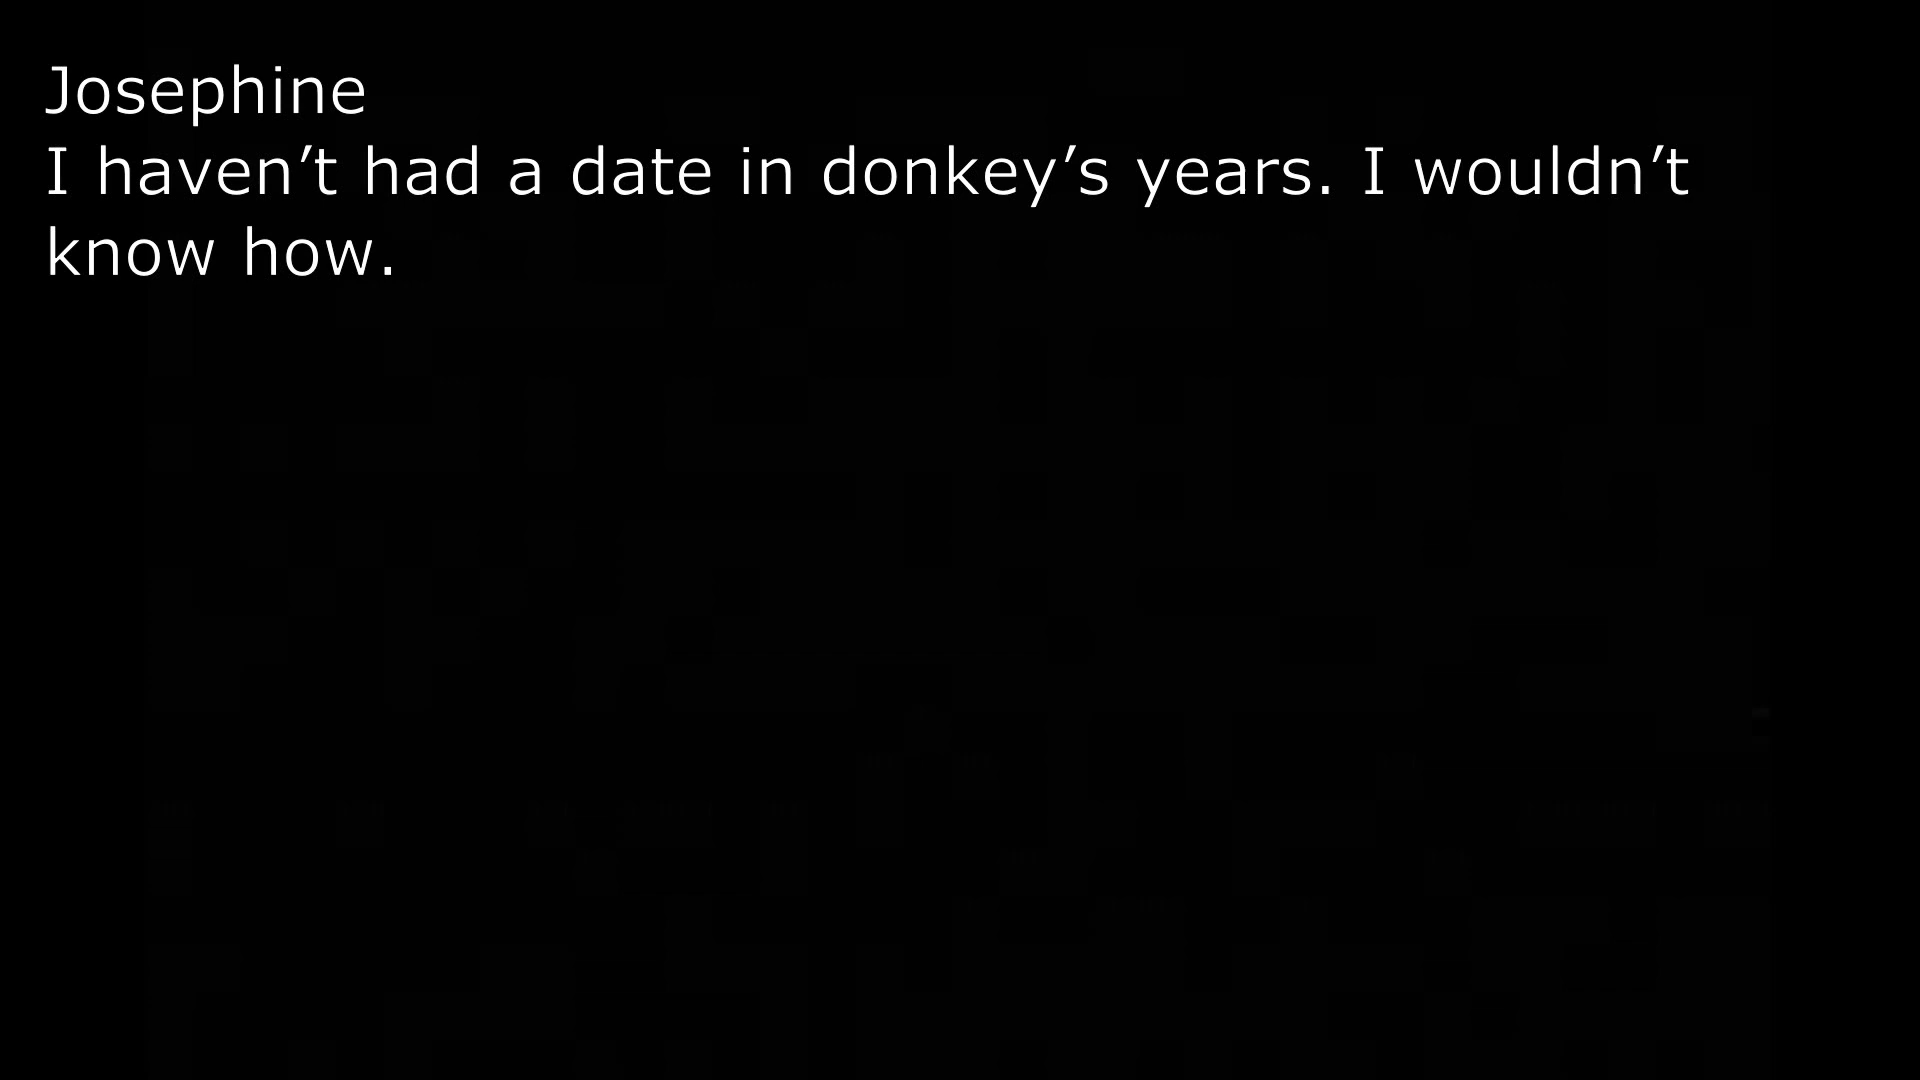 Josephine
I haven’t had a date in donkey’s years. I wouldn’t
know how.